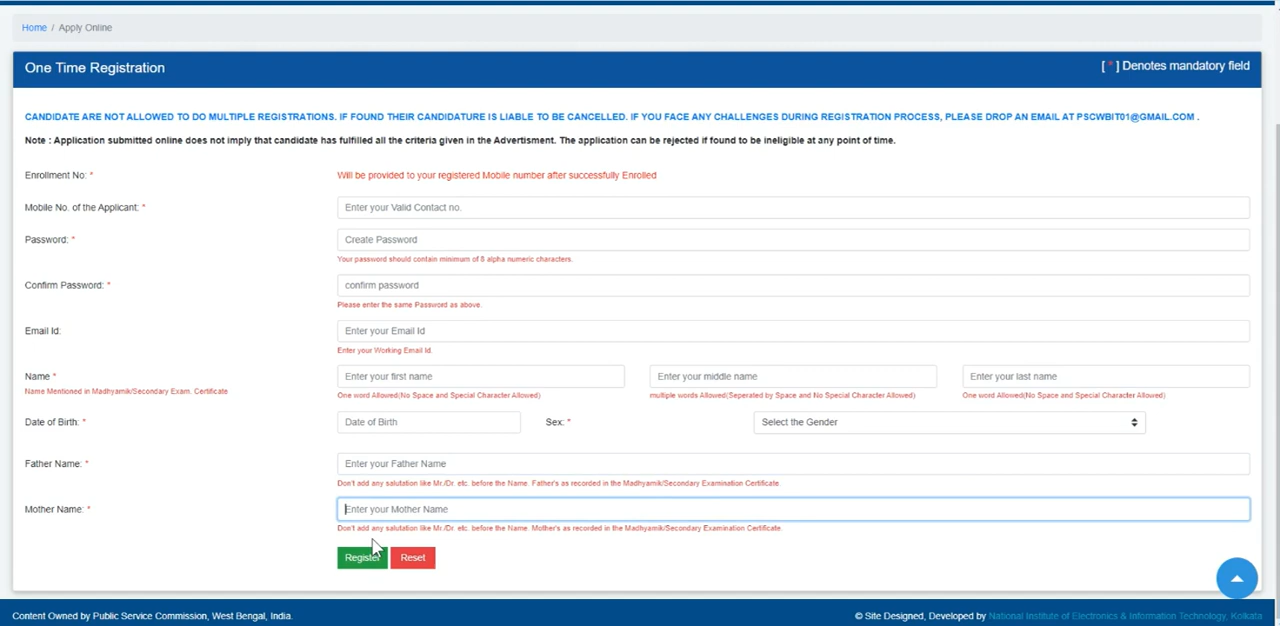 Home / Apply Online
One Time Registration
[ * ] Denotes mandatory field
CANDIDATE ARE NOT ALLOWED TO DO MULTIPLE REGISTRATIONS. IF FOUND THEIR CANDIDATURE IS LIABLE TO BE CANCELLED. IF YOU FACE ANY CHALLENGES DURING REGISTRATION PROCESS, PLEASE DROP AN EMAIL AT PSCWBIT01@GMAIL.COM .
Note : Application submitted online does not imply that candidate has fulfilled all the criteria given in the Advertisment. The application can be rejected if found to be ineligible at any point of time.
Enrollment No: * Will be provided to your registered Mobile number after successfully Enrolled
Mobile No. of the Applicant: * Enter your Valid Contact no.
Password: * Create Password
Your password should contain minimum of 8 alpha numeric characters.
Confirm Password: * confirm password
Please enter the same Password as above.
Email Id: Enter your Email Id
Enter your Working Email Id
Name * Enter your first name Enter your middle name Enter your last name
Name Mentioned in Madhyamik/Secondary Exam. Certificate One word Allowed(No Space and Special Character Allowed) multiple words Allowed(Seperated by Space and No Special Character Allowed) One word Allowed(No Space and Special Character Allowed)
Date of Birth: * Date of Birth Sex: * Select the Gender
Father Name: * Enter your Father Name
Don't add any salutation like Mr./Dr. etc. before the Name. Father's as recorded in the Madhyamik/Secondary Examination Certificate
Mother Name: * Enter your Mother Name
Don't add any salutation like Mr./Dr. etc. before the Name. Mother's as recorded in the Madhyamik/Secondary Examination Certificate
Register Reset
Content Owned by Public Service Commission, West Bengal, India.
© Site Designed, Developed by National Institute of Electronics & Information Technology, Kolkata